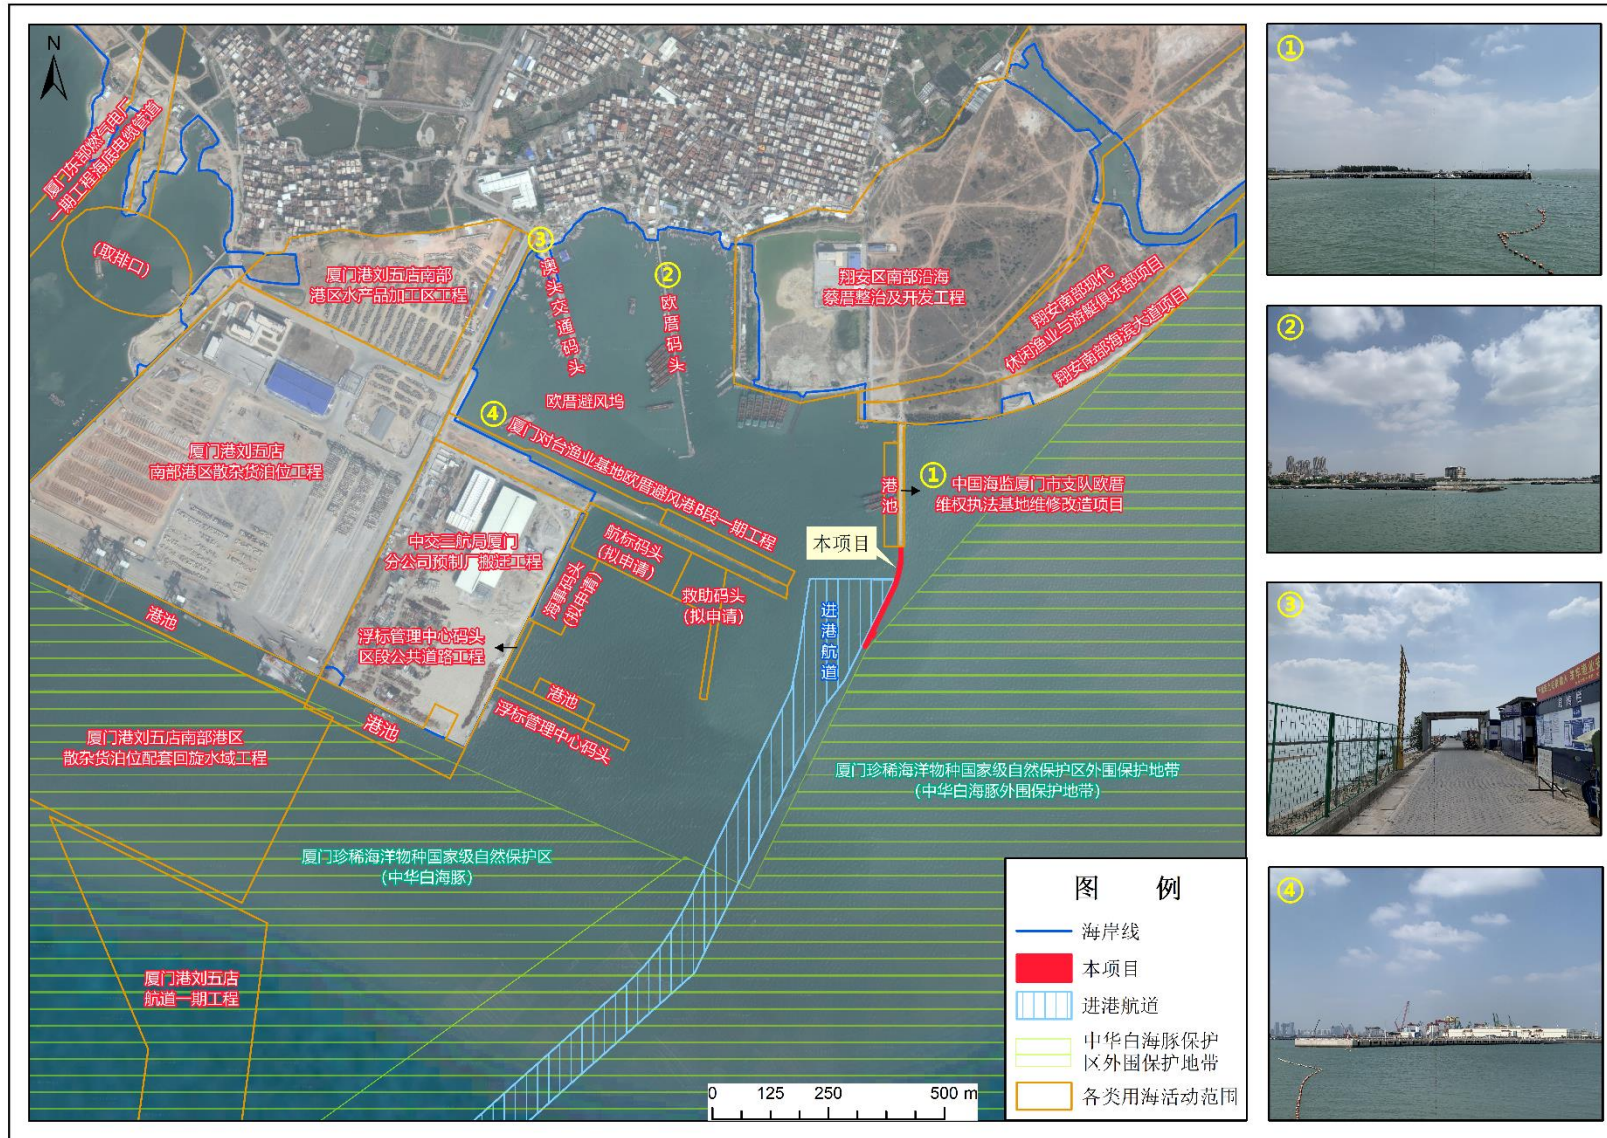 N
厦门东部燃气电厂
一期工程海底电缆管道
(取排口)
厦门港刘五店南部
港区水产品加工区工程
③
澳头交通码头
②
欧厝码头
翔安区南部沿海
蔡厝整治及开发工程
翔安南部现代
休闲渔业与游艇俱乐部项目
翔安南部海滨大道项目
欧厝避风坞
④
厦门对台渔业基地欧厝避风港B段一期工程
厦门港刘五店
南部港区散杂货泊位工程
港池
①
中国海监厦门市支队欧厝
维权执法基地维修改造项目
本项目
中交三航局厦门
分公司预制厂搬迁工程
航标码头
(拟申请)
海事码头
(拟申请)
救助码头
(拟申请)
进港航道
港池
浮标管理中心码头
区段公共道路工程
港池
浮标管理中心码头
港池
厦门港刘五店南部港区
散杂货泊位配套回旋水域工程
厦门珍稀海洋物种国家级自然保护区外围保护地带
(中华白海豚外围保护地带)
厦门珍稀海洋物种国家级自然保护区
(中华白海豚)
厦门港刘五店
航道一期工程
图 例
海岸线
本项目
进港航道
中华白海豚保护
区外围保护地带
各类用海活动范围
0 125 250 500 m
①
②
③
④